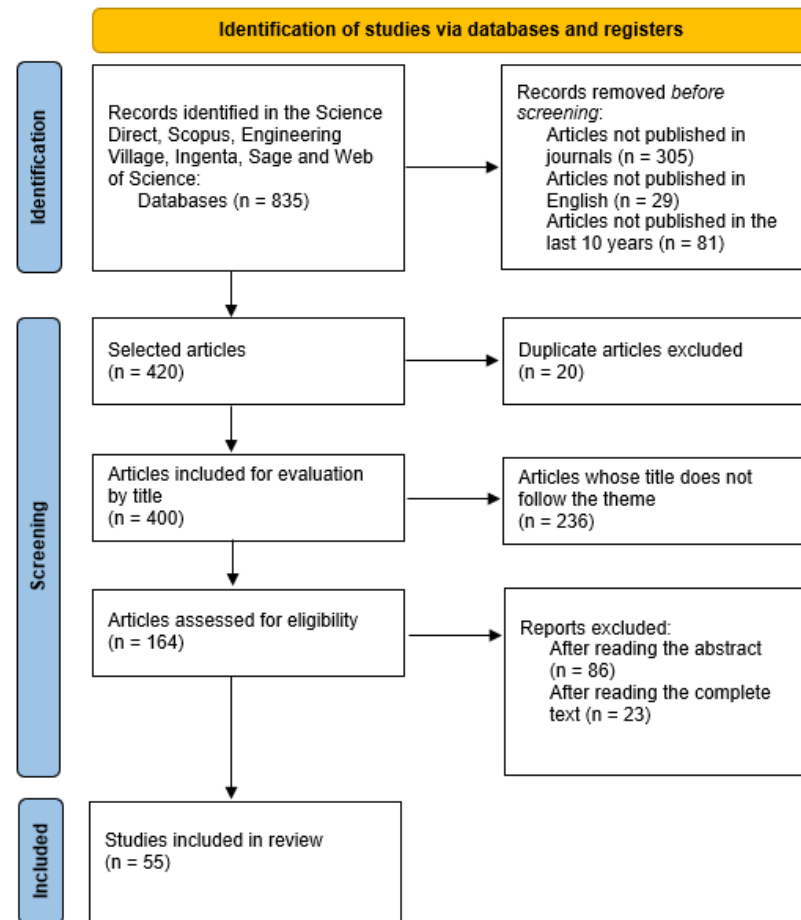 Identification of studies via databases and registers
Identification
Records identified in the Science
Direct, Scopus, Engineering
Village, Ingenta, Sage and Web
of Science:
Databases (n = 835)
Records removed before
screening:
Articles not published in
journals (n = 305)
Articles not published in
English (n = 29)
Articles not published in the
last 10 years (n = 81)
Screening
Selected articles
(n = 420)
Duplicate articles excluded
(n = 20)
Articles included for evaluation
by title
(n = 400)
Articles whose title does not
follow the theme
(n = 236)
Articles assessed for eligibility
(n = 164)
Reports excluded:
After reading the abstract
(n = 86)
After reading the complete
text (n = 23)
Included
Studies included in review
(n = 55)